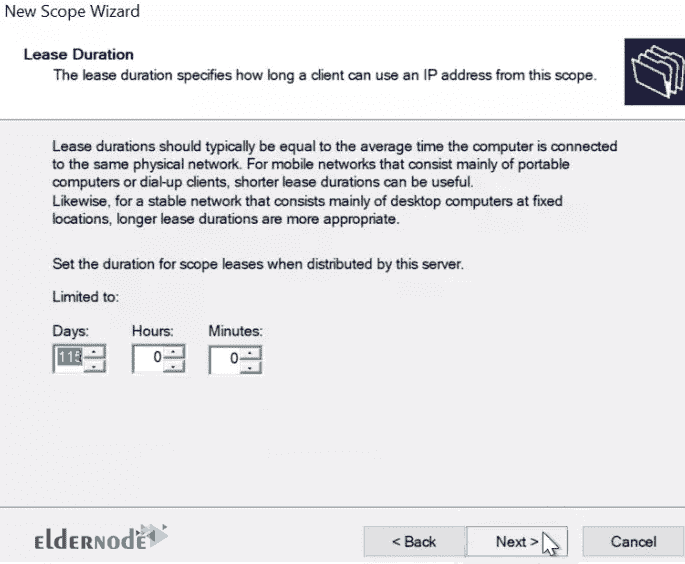 New Scope Wizard
Lease Duration
The lease duration specifies how long a client can use an IP address from this scope.
Lease durations should typically be equal to the average time the computer is connected
to the same physical network. For mobile networks that consist mainly of portable
computers or dial-up clients, shorter lease durations can be useful.
Likewise, for a stable network that consists mainly of desktop computers at fixed
locations, longer lease durations are more appropriate.
Set the duration for scope leases when distributed by this server.
Limited to:
Days: Hours: Minutes:
0 0
ELDERNODE
< Back Next > Cancel